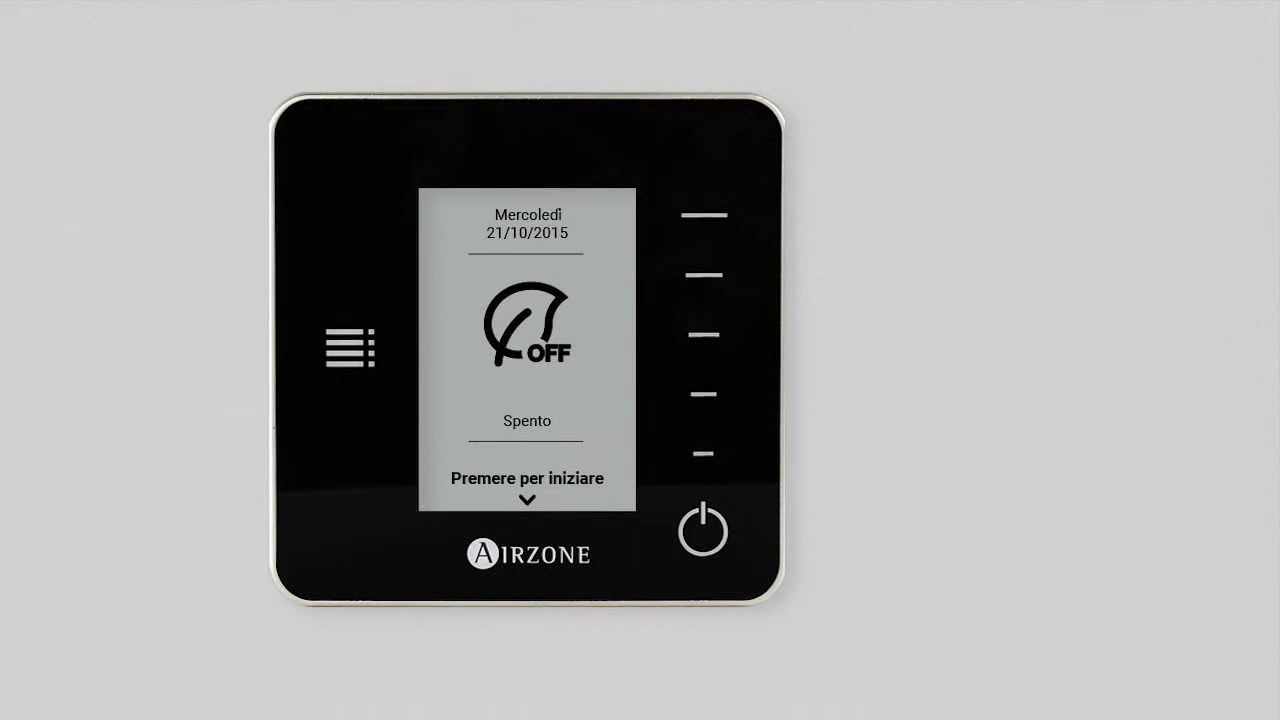 Mercoledì
21/10/2015
OFF
Spento
Premere per iniziare
AIRZONE